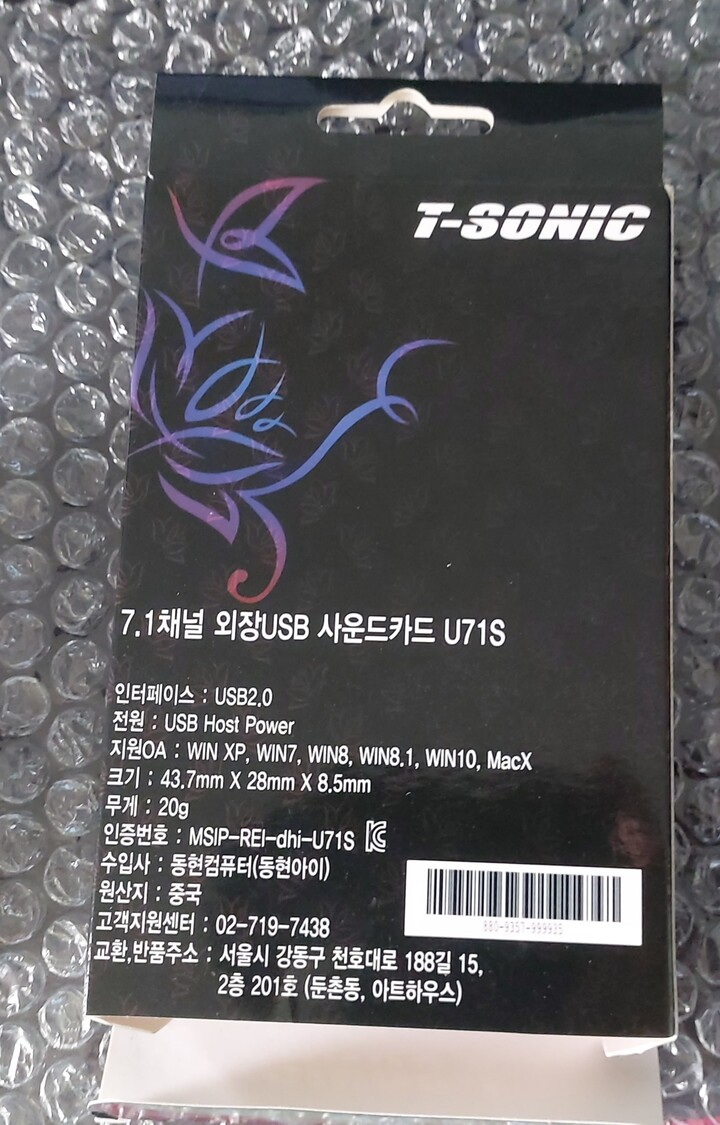 T-SONIC
7.1채널 외장USB 사운드카드 U71S
인터페이스 : USB2.0
전원 : USB Host Power
지원OA : WIN XP, WIN7, WIN8, WIN8.1, WIN10, MacX
크기 : 43.7mm X 28mm X 8.5mm
무게 : 20g
인증번호 : MSIP-REI-dhi-U71S
수입사 : 동현컴퓨터(동현아이)
원산지 : 중국
고객지원센터 : 02-719-7438
교환,반품주소 : 서울시 강동구 천호대로 188길 15,
2층 201호 (둔촌동, 아트하우스)
880-9357-999935